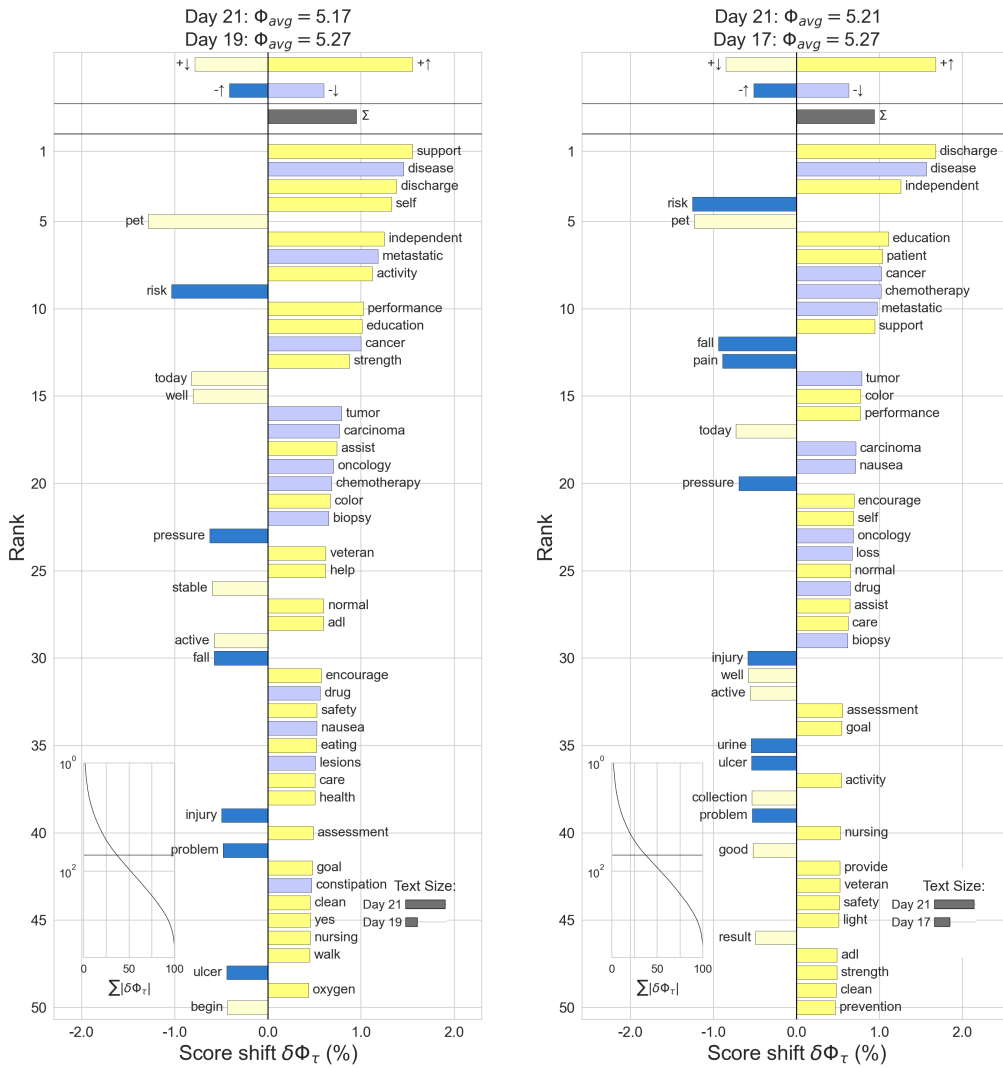 Day 21: Φavg = 5.17
Day 19: Φavg = 5.27
+↓
+↑
-↑
-↓
Σ
1
support
disease
discharge
self
5
pet
independent
metastatic
activity
risk
10
performance
education
cancer
strength
today
15
well
tumor
carcinoma
assist
oncology
20
chemotherapy
color
biopsy
pressure
veteran
25
help
stable
normal
adl
active
30
fall
encourage
drug
safety
nausea
35
eating
lesions
care
health
injury
40
assessment
problem
goal
constipation
clean
45
yes
nursing
walk
ulcer
oxygen
50
begin
Rank
10⁰
10²
0 50 100
∑|δΦτ|
Text Size:
Day 21
Day 19
-2.0 -1.0 0.0 1.0 2.0
Score shift δΦτ (%)
Day 21: Φavg = 5.21
Day 17: Φavg = 5.27
+↓
+↑
-↑
-↓
Σ
1
discharge
disease
independent
risk
5
pet
education
patient
cancer
chemotherapy
10
metastatic
support
fall
pain
tumor
15
color
performance
today
carcinoma
nausea
20
pressure
encourage
self
oncology
loss
25
normal
drug
assist
care
biopsy
30
injury
well
active
assessment
goal
35
urine
ulcer
activity
collection
problem
40
nursing
good
provide
veteran
safety
45
light
result
adl
strength
clean
50
prevention
Rank
10⁰
10²
0 50 100
∑|δΦτ|
Text Size:
Day 21
Day 17
-2.0 -1.0 0.0 1.0 2.0
Score shift δΦτ (%)